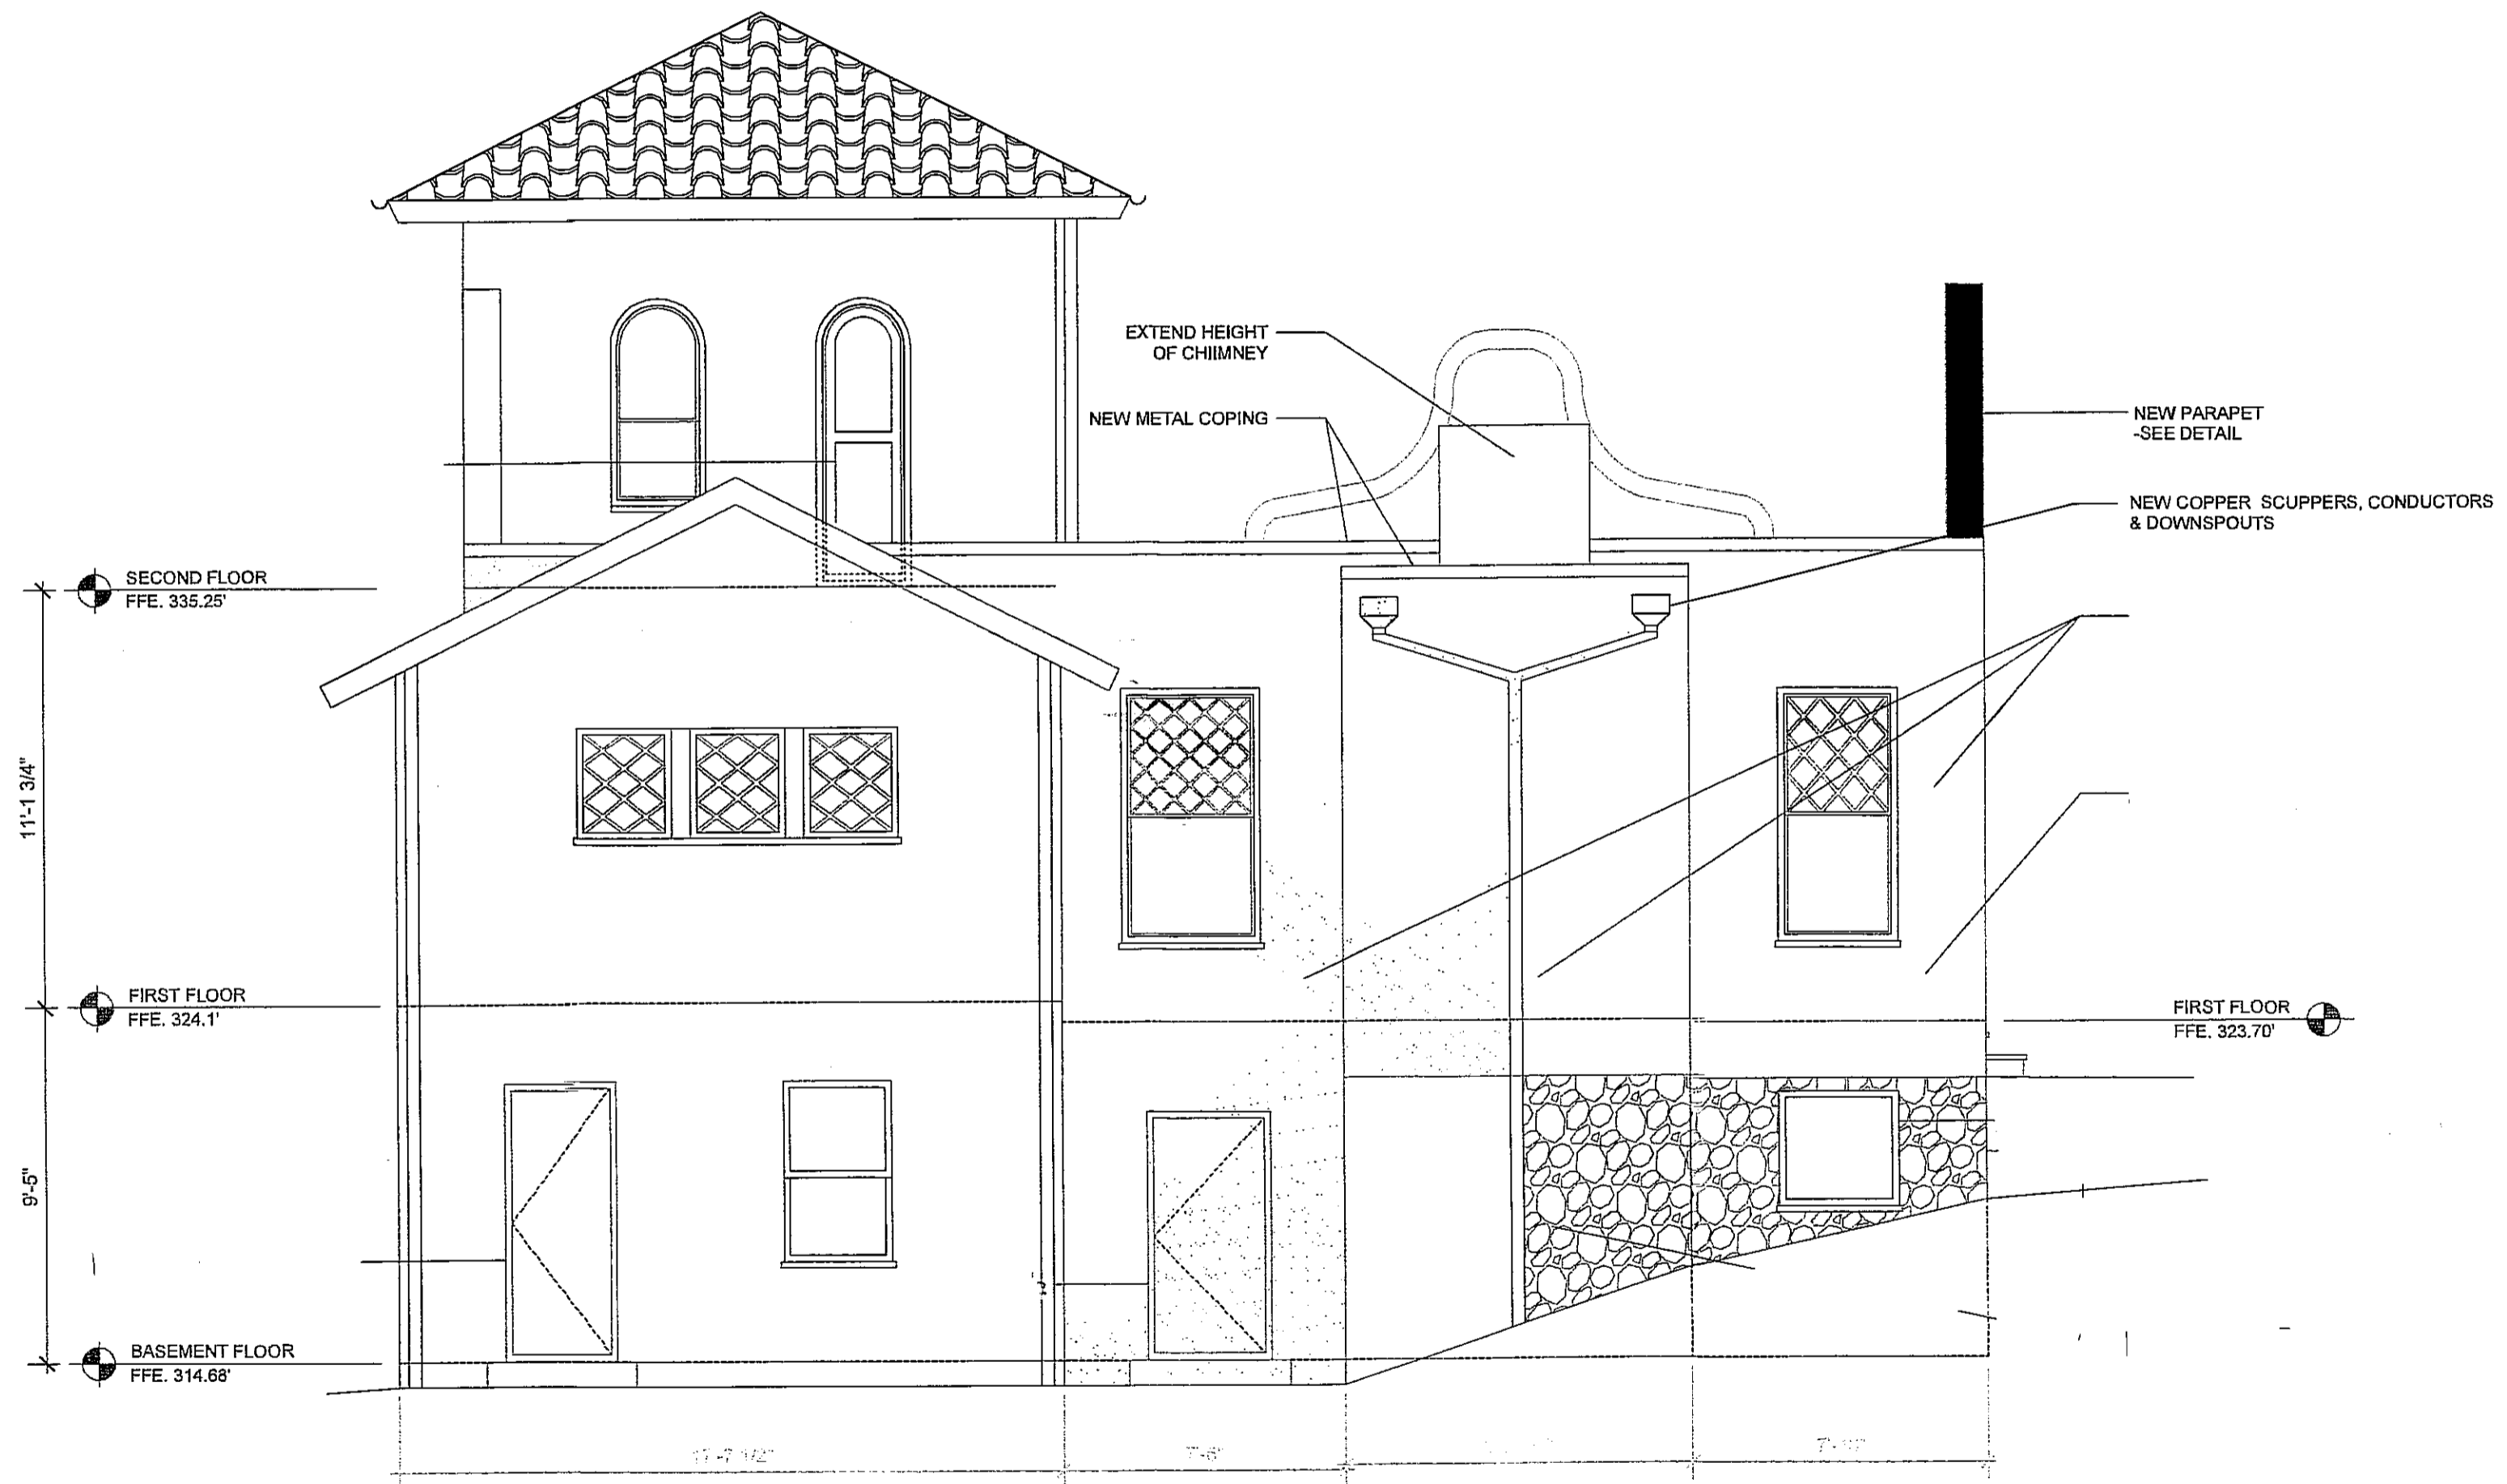 EXTEND HEIGHT
OF CHIIMNEY
NEW METAL COPING
NEW PARAPET
-SEE DETAIL
NEW COPPER SCUPPERS, CONDUCTORS
& DOWNSPOUTS
SECOND FLOOR
FFE. 335.25'
11'-1 3/4"
FIRST FLOOR
FFE. 324.1'
FIRST FLOOR
FFE. 323.70'
9'-5"
BASEMENT FLOOR
FFE. 314.68'